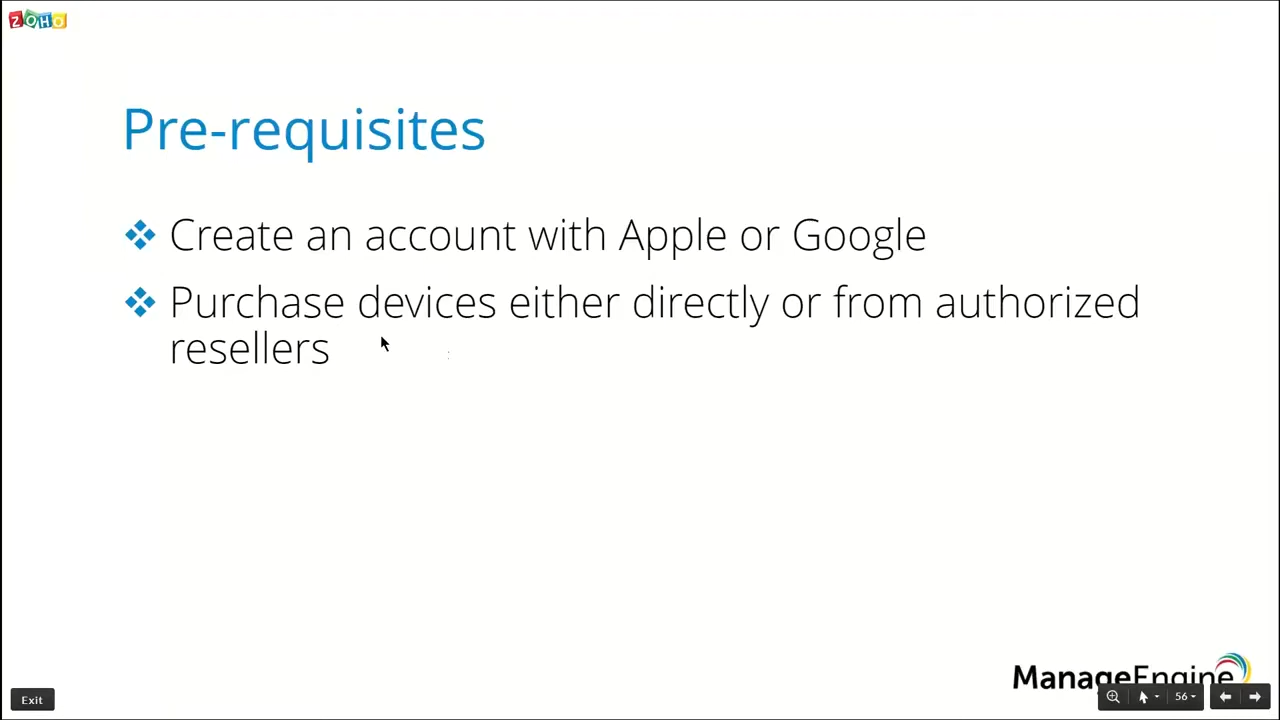 ZOHO
Pre-requisites
Create an account with Apple or Google
Purchase devices either directly or from authorized
resellers
ManageEngine
Exit
56